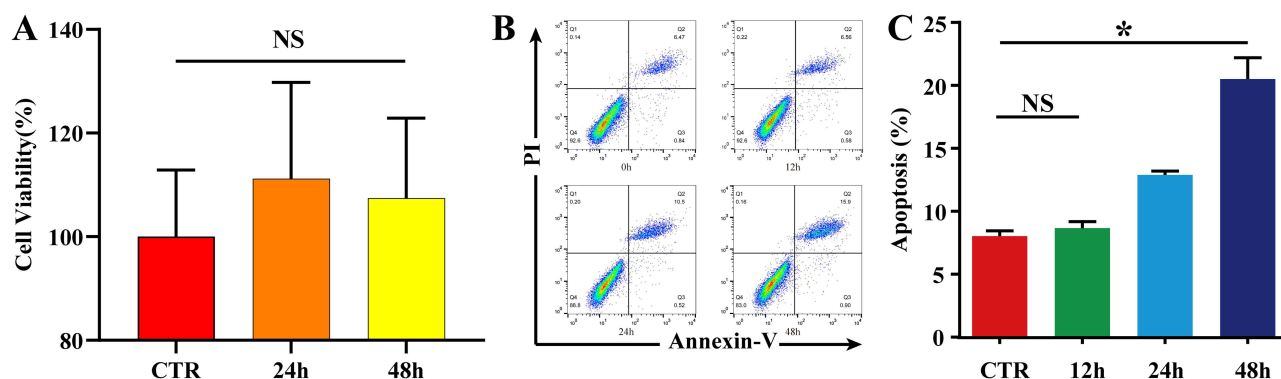 A
Cell Viability(%)
140
120
100
80
NS
CTR
24h
48h
B
PI
Annexin-V
Q1
0.14
Q2
6.47
Q4
92.6
Q3
0.84
0h
Q1
0.22
Q2
6.56
Q4
92.6
Q3
0.58
12h
Q1
0.20
Q2
10.5
Q4
88.8
Q3
0.52
24h
Q1
0.16
Q2
15.9
Q4
83.0
Q3
0.90
48h
C
Apoptosis (%)
25
20
15
10
5
0
*
NS
CTR
12h
24h
48h